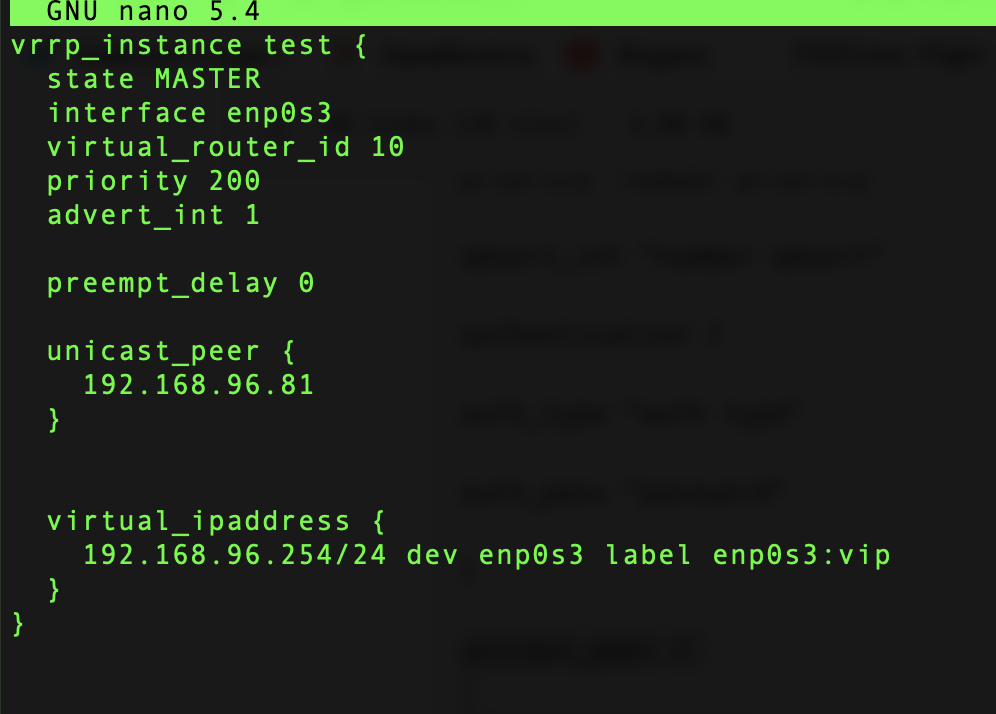 GNU nano 5.4
vrrp_instance test {
  state MASTER
  interface enp0s3
  virtual_router_id 10
  priority 200
  advert_int 1

  preempt_delay 0

  unicast_peer {
    192.168.96.81
  }


  virtual_ipaddress {
    192.168.96.254/24 dev enp0s3 label enp0s3:vip
  }
}